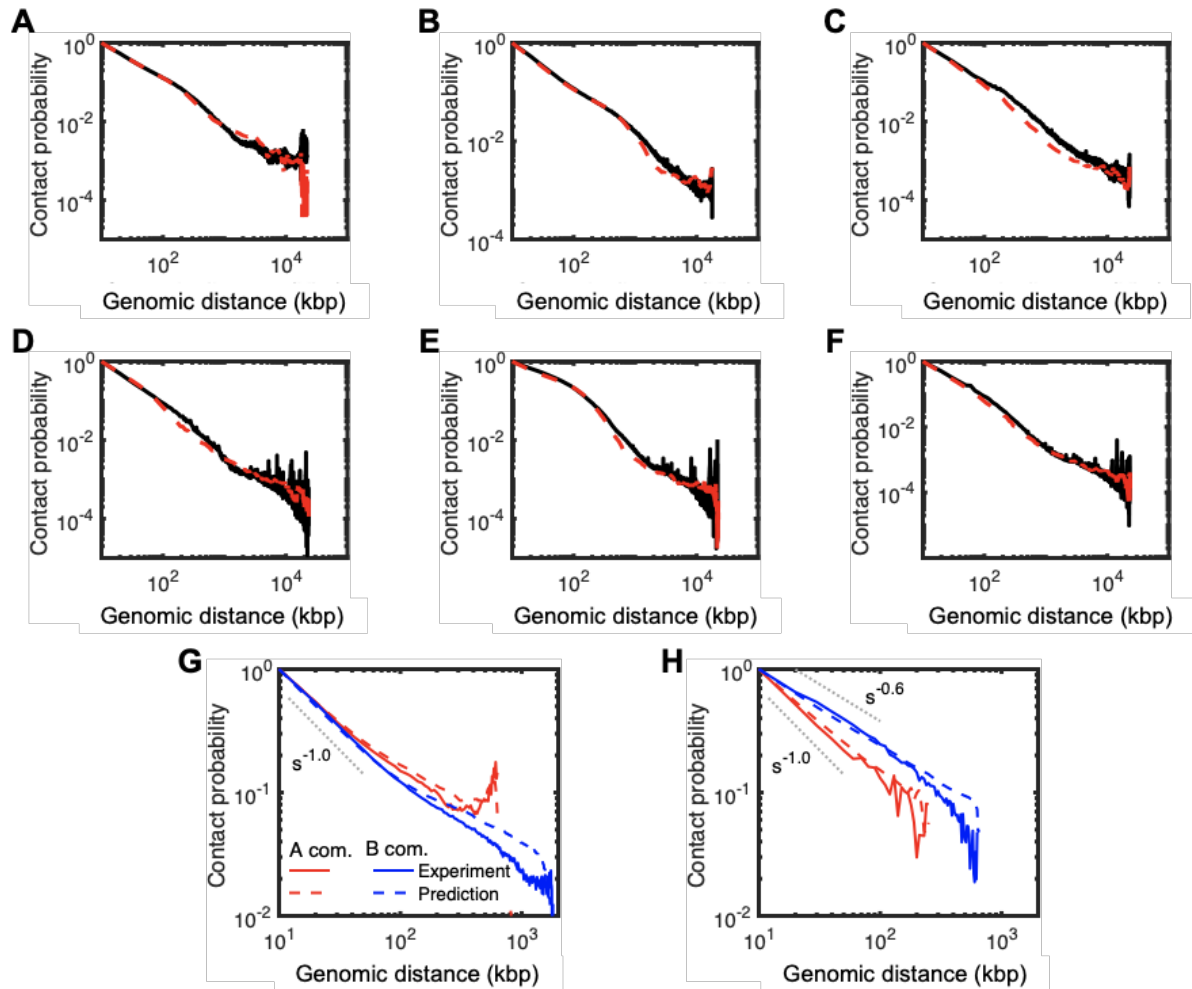 A
B
C
10^0
10^-2
10^-4
10^2
10^4
Contact probability
Genomic distance (kbp)
10^0
10^-2
10^-4
10^2
10^4
Contact probability
Genomic distance (kbp)
10^0
10^-2
10^-4
10^2
10^4
Contact probability
Genomic distance (kbp)
D
E
F
10^0
10^-2
10^-4
10^2
10^4
Contact probability
Genomic distance (kbp)
10^0
10^-2
10^-4
10^2
10^4
Contact probability
Genomic distance (kbp)
10^0
10^-2
10^-4
10^2
10^4
Contact probability
Genomic distance (kbp)
G
10^0
10^-1
10^-2
10^1
10^2
10^3
Contact probability
s^-1.0
A com. B com.
Experiment
Prediction
Genomic distance (kbp)
H
10^0
10^-1
10^-2
10^1
10^2
10^3
Contact probability
s^-0.6
s^-1.0
Genomic distance (kbp)